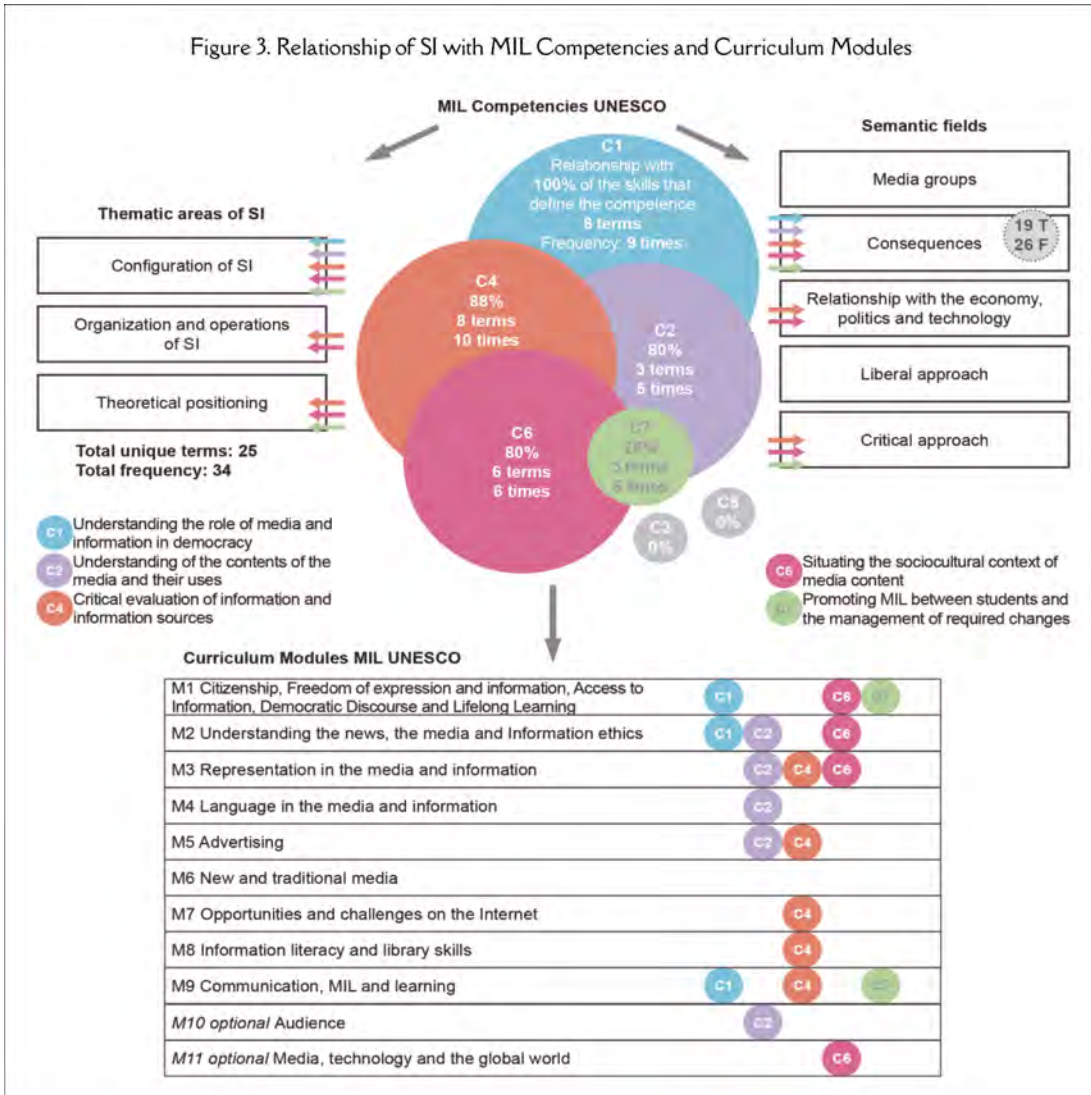 Figure 3. Relationship of SI with MIL Competencies and Curriculum Modules
MIL Competencies UNESCO
Thematic areas of SI
Configuration of SI
Organization and operations
of SI
Theoretical positioning
Total unique terms: 25
Total frequency: 34
C1
Relationship with
100% of the skills that
define the competence
8 terms
Frequency: 9 times
C4
88%
8 terms
10 times
C2
80%
3 terms
5 times
C6
80%
6 terms
6 times
C7
terms
times
C3
0%
C5
0%
Semantic fields
Media groups
Consequences
19 T
26 F
Relationship with the economy,
politics and technology
Liberal approach
Critical approach
C1 Understanding the role of media and
information in democracy
C2 Understanding of the contents of the
media and their uses
C4 Critical evaluation of information and
information sources
C6 Situating the sociocultural context of
media content
C7 Promoting MIL between students and
the management of required changes
Curriculum Modules MIL UNESCO
M1 Citizenship, Freedom of expression and information, Access to
Information, Democratic Discourse and Lifelong Learning
C1 C6 C7
M2 Understanding the news, the media and Information ethics C1 C2 C6
M3 Representation in the media and information C2 C4 C6
M4 Language in the media and information C2
M5 Advertising C2 C4
M6 New and traditional media
M7 Opportunities and challenges on the Internet C4
M8 Information literacy and library skills C4
M9 Communication, MIL and learning C1 C4 C7
M10 optional Audience C2
M11 optional Media, technology and the global world C6